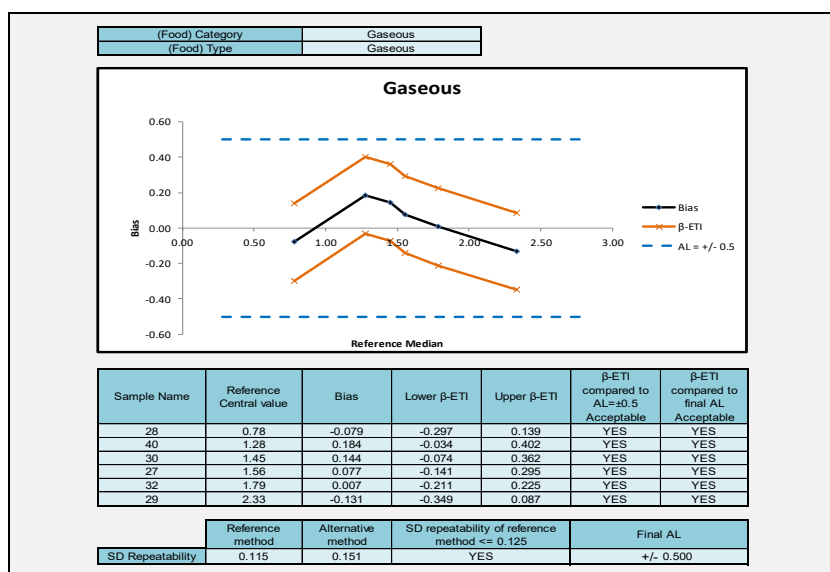 (Food) Category Gaseous
(Food) Type Gaseous
Gaseous
0.60
0.40
0.20
0.00
-0.20
-0.40
-0.60
0.00 0.50 1.00 1.50 2.00 2.50 3.00
Bias
Reference Median
Bias
β-ETI
AL = +/- 0.5
Sample Name Reference Central value Bias Lower β-ETI Upper β-ETI β-ETI compared to AL=±0.5 Acceptable β-ETI compared to final AL Acceptable
28 0.78 -0.079 -0.297 0.139 YES YES
40 1.28 0.184 -0.034 0.402 YES YES
30 1.45 0.144 -0.074 0.362 YES YES
27 1.56 0.077 -0.141 0.295 YES YES
32 1.79 0.007 -0.211 0.225 YES YES
29 2.33 -0.131 -0.349 0.087 YES YES
Reference method Alternative method SD repeatability of reference method <= 0.125 Final AL
SD Repeatability 0.115 0.151 YES +/- 0.500